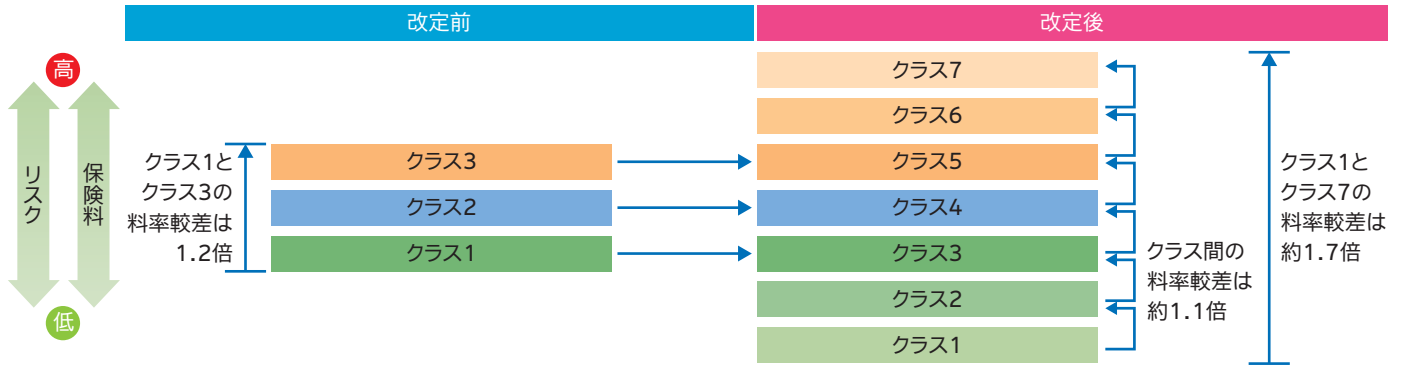 改定前
改定後
高
リスク
保険料
低
クラス1と
クラス3の
料率較差は
1.2倍
クラス3
クラス2
クラス1
クラス7
クラス6
クラス5
クラス4
クラス3
クラス2
クラス1
クラス間の
料率較差は
約1.1倍
クラス1と
クラス7の
料率較差は
約1.7倍